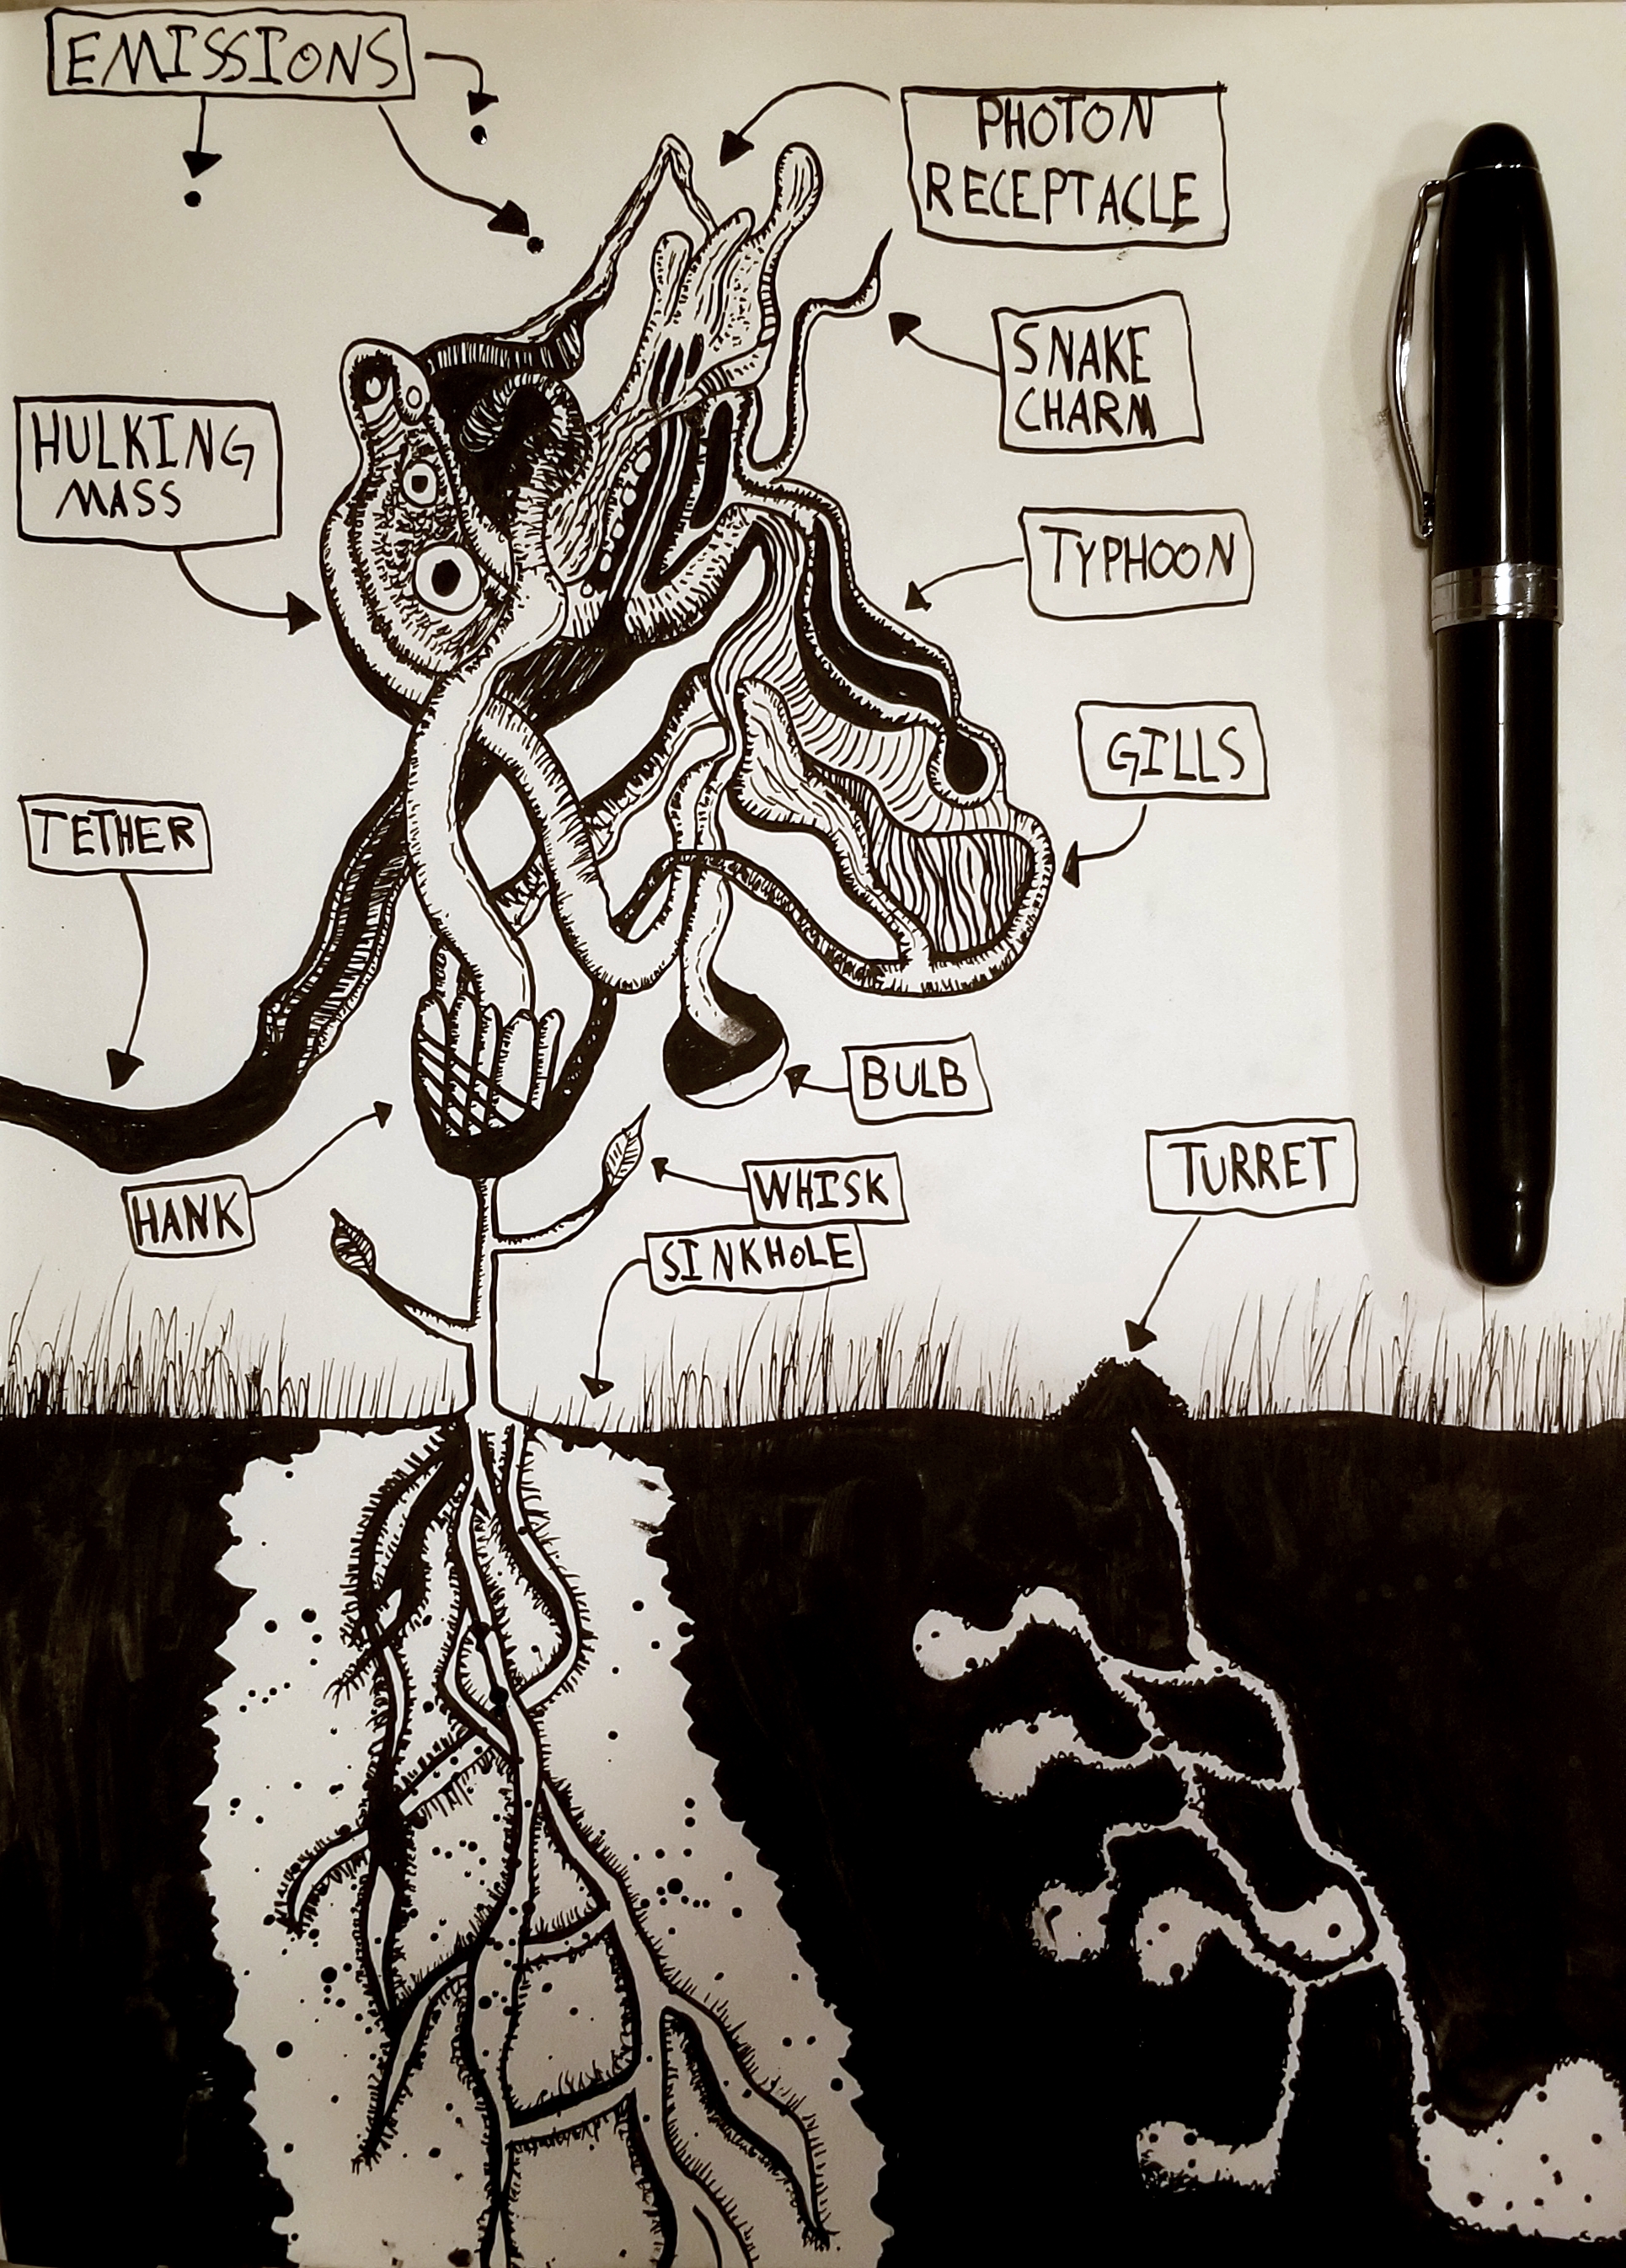 EMISSIONS
PHOTON
RECEPTACLE
SNAKE
CHARM
HULKING
MASS
TYPHOON
GILLS
TETHER
BULB
TURRET
HANK
WHISK
SINKHOLE